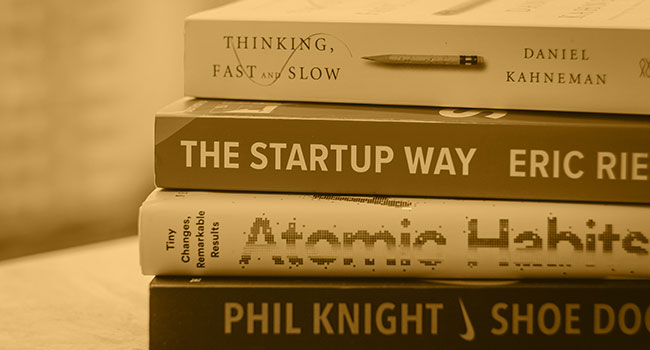 THINKING,
FAST AND SLOW
DANIEL
KAHNEMAN
THE STARTUP WAY ERIC RIE
Tiny
Changes,
Remarkable
Results
Atomic Habits
PHIL KNIGHT SHOE DO